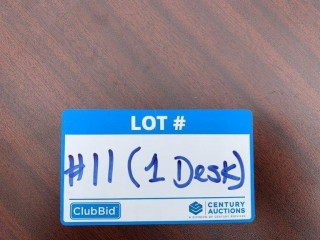 LOT #
#11 (1 Desk)
ClubBid
CENTURY
AUCTIONS